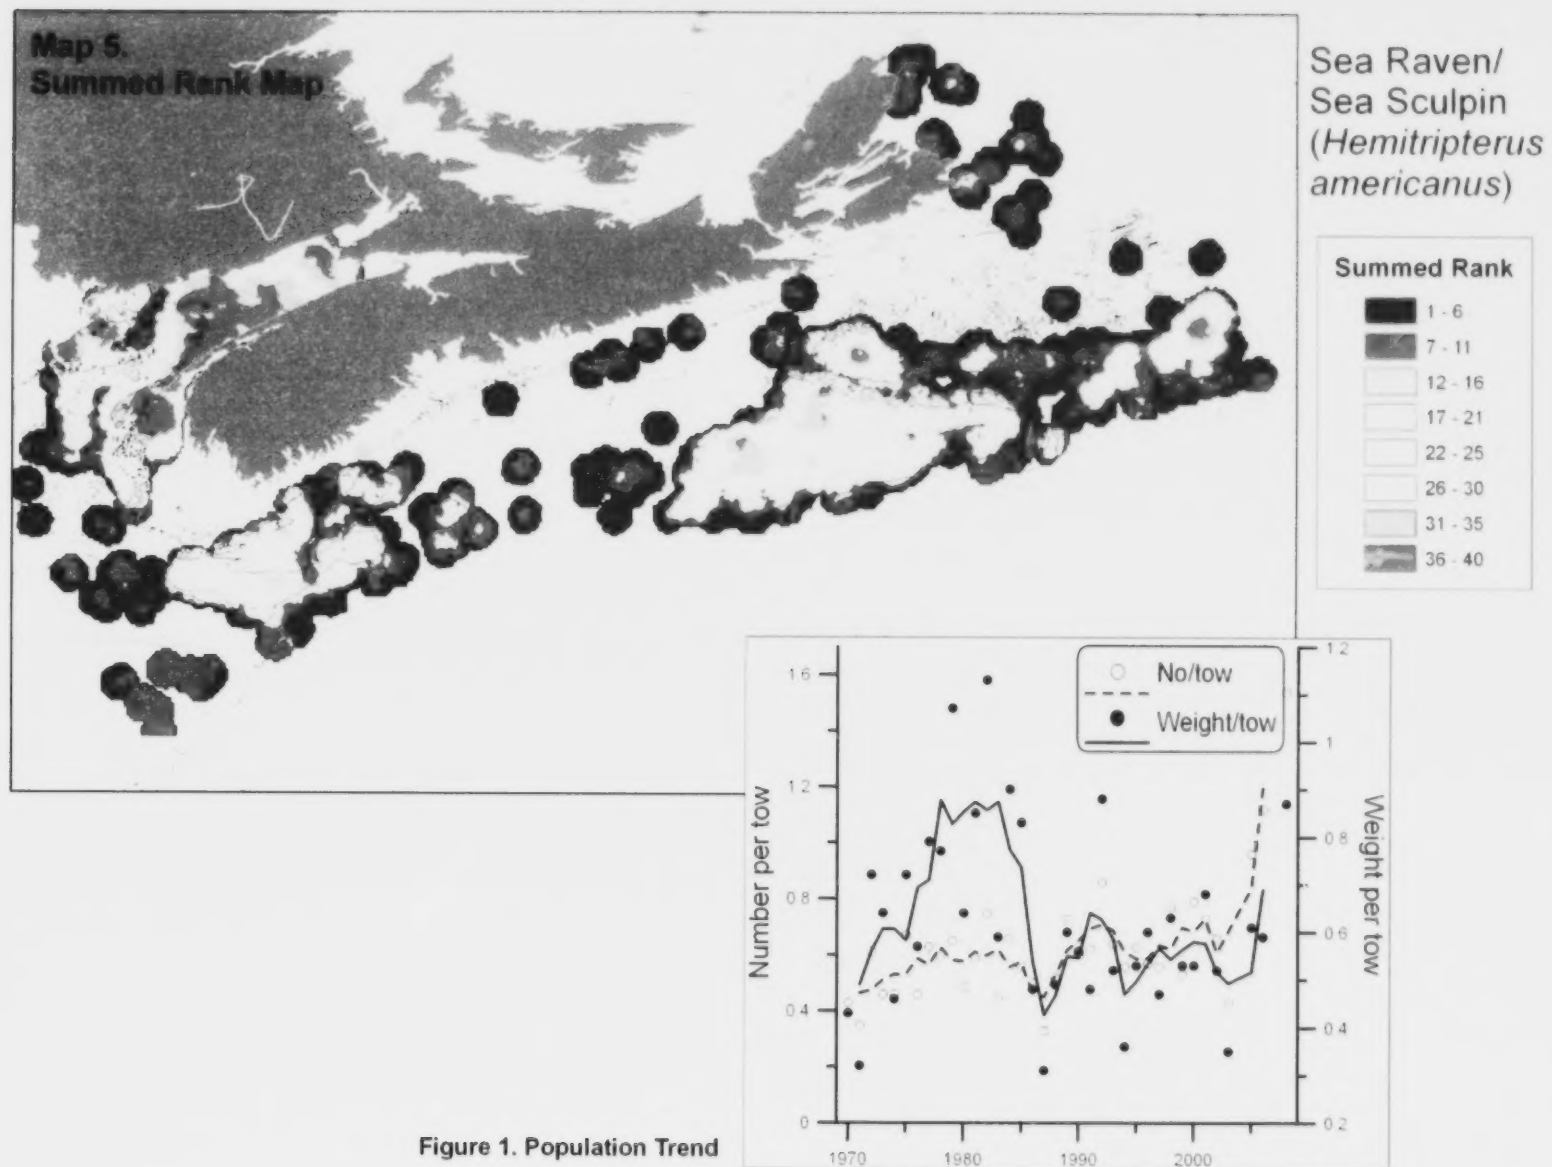 Map 5.
Summed Rank Map
Sea Raven/
Sea Sculpin
(Hemitripterus
americanus)
Summed Rank
1 - 6
7 - 11
12 - 16
17 - 21
22 - 25
26 - 30
31 - 35
36 - 40
No/tow
Weight/tow
Number per tow
1.6
1.2
0.8
0.4
0
Weight per tow
1.2
1
0.8
0.6
0.4
0.2
1970
1980
1990
2000
Figure 1. Population Trend